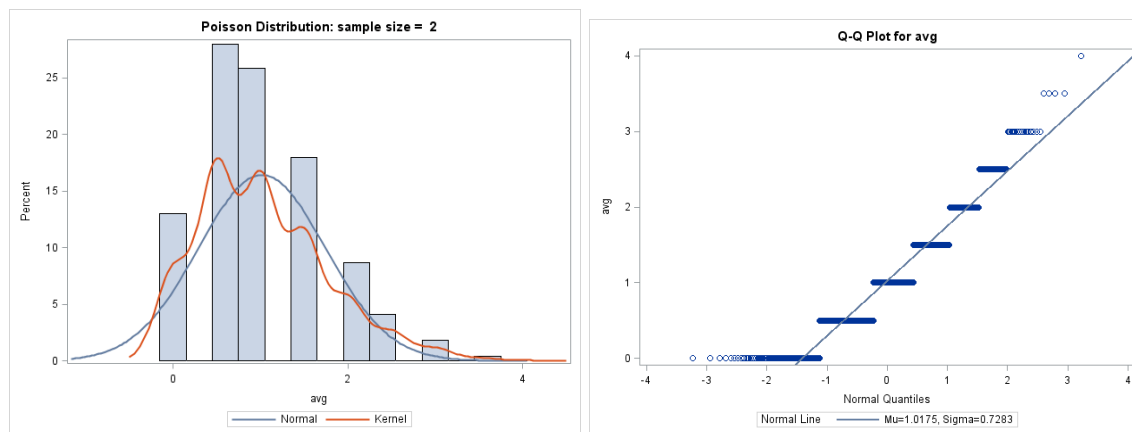 Poisson Distribution: sample size = 2
25
20
15
10
5
0
Percent
0 2 4
avg
Normal Kernel
Q-Q Plot for avg
4
3
2
1
0
avg
-4 -3 -2 -1 0 1 2 3 4
Normal Quantiles
Normal Line Mu=1.0175, Sigma=0.7283